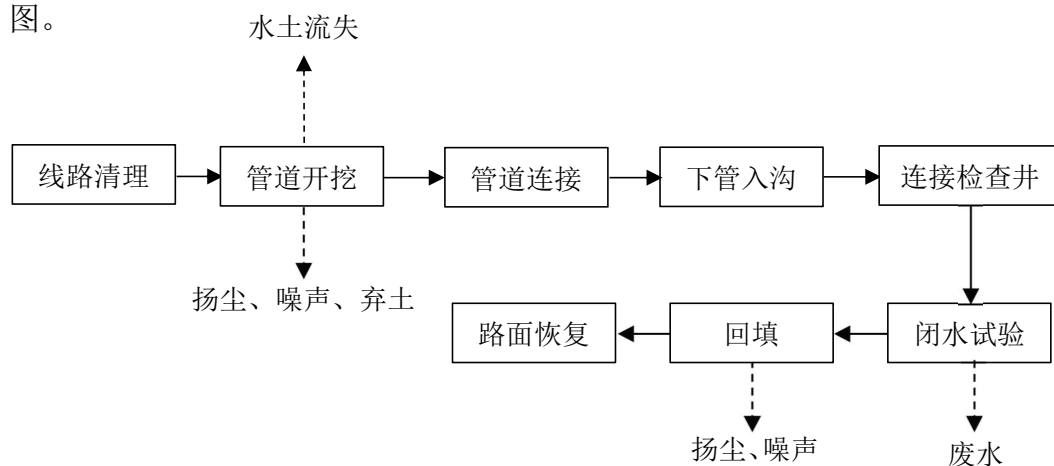 图。
水土流失
线路清理
管道开挖
管道连接
下管入沟
连接检查井
扬尘、噪声、弃土
路面恢复
回填
闭水试验
扬尘、噪声
废水